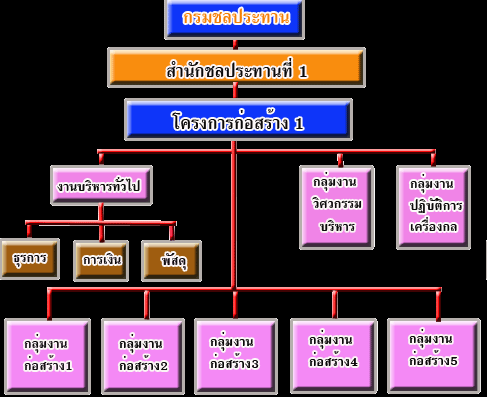 กรมชลประทาน
สำนักชลประทานที่ 1
โครงการก่อสร้าง 1
งานบริหารทั่วไป
กลุ่มงาน
วิศวกรรม
บริหาร
กลุ่มงาน
ปฏิบัติการ
เครื่องกล
ธุรการ
การเงิน
พัสดุ
กลุ่มงาน
ก่อสร้าง1
กลุ่มงาน
ก่อสร้าง2
กลุ่มงาน
ก่อสร้าง3
กลุ่มงาน
ก่อสร้าง4
กลุ่มงาน
ก่อสร้าง5